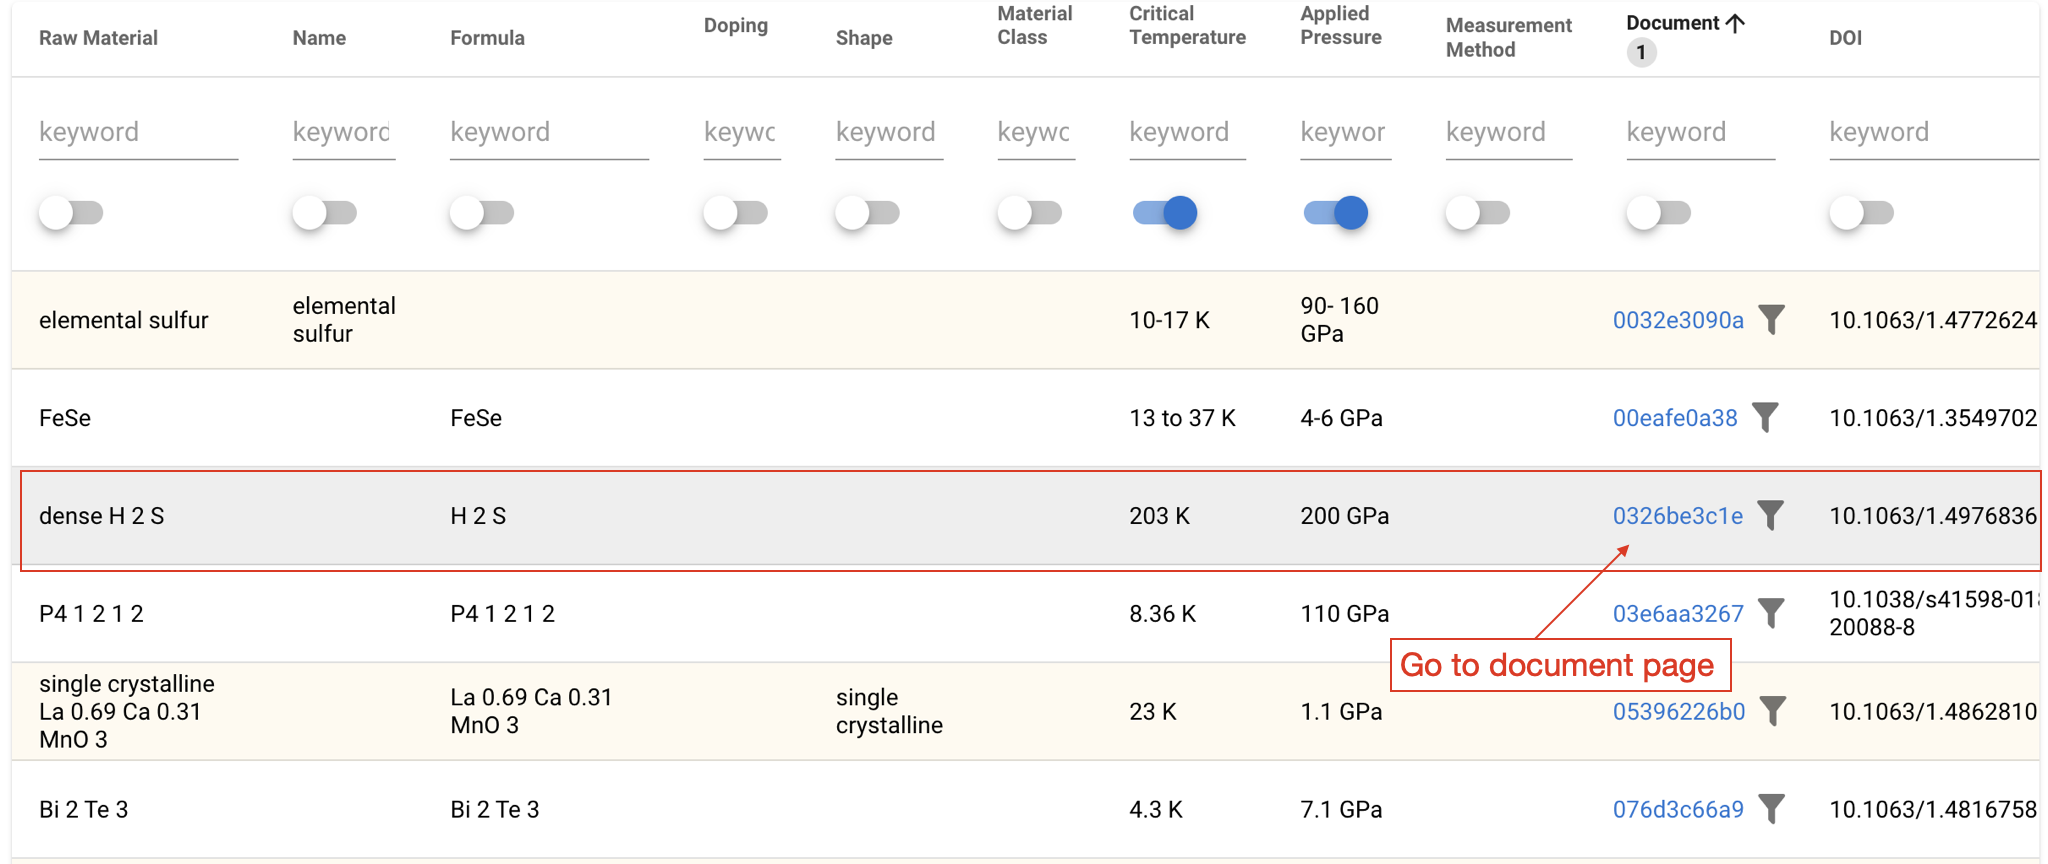 Raw Material Name Formula Doping Shape Material Class Critical Temperature Applied Pressure Measurement Method Document 1 DOI
keyword keyword keyword keywc keyword keywc keyword keywor keyword keyword keyword
elemental sulfur elemental sulfur 10-17 K 90- 160 GPa 0032e3090a 10.1063/1.4772624
FeSe FeSe 13 to 37 K 4-6 GPa 00eafe0a38 10.1063/1.3549702
dense H 2 S H 2 S 203 K 200 GPa 0326be3c1e 10.1063/1.4976836
P4 1 2 1 2 P4 1 2 1 2 8.36 K 110 GPa 03e6aa3267 10.1038/s41598-018 20088-8
Go to document page
single crystalline La 0.69 Ca 0.31 MnO 3 La 0.69 Ca 0.31 MnO 3 single crystalline 23 K 1.1 GPa 05396226b0 10.1063/1.4862810
Bi 2 Te 3 Bi 2 Te 3 4.3 K 7.1 GPa 076d3c66a9 10.1063/1.4816758